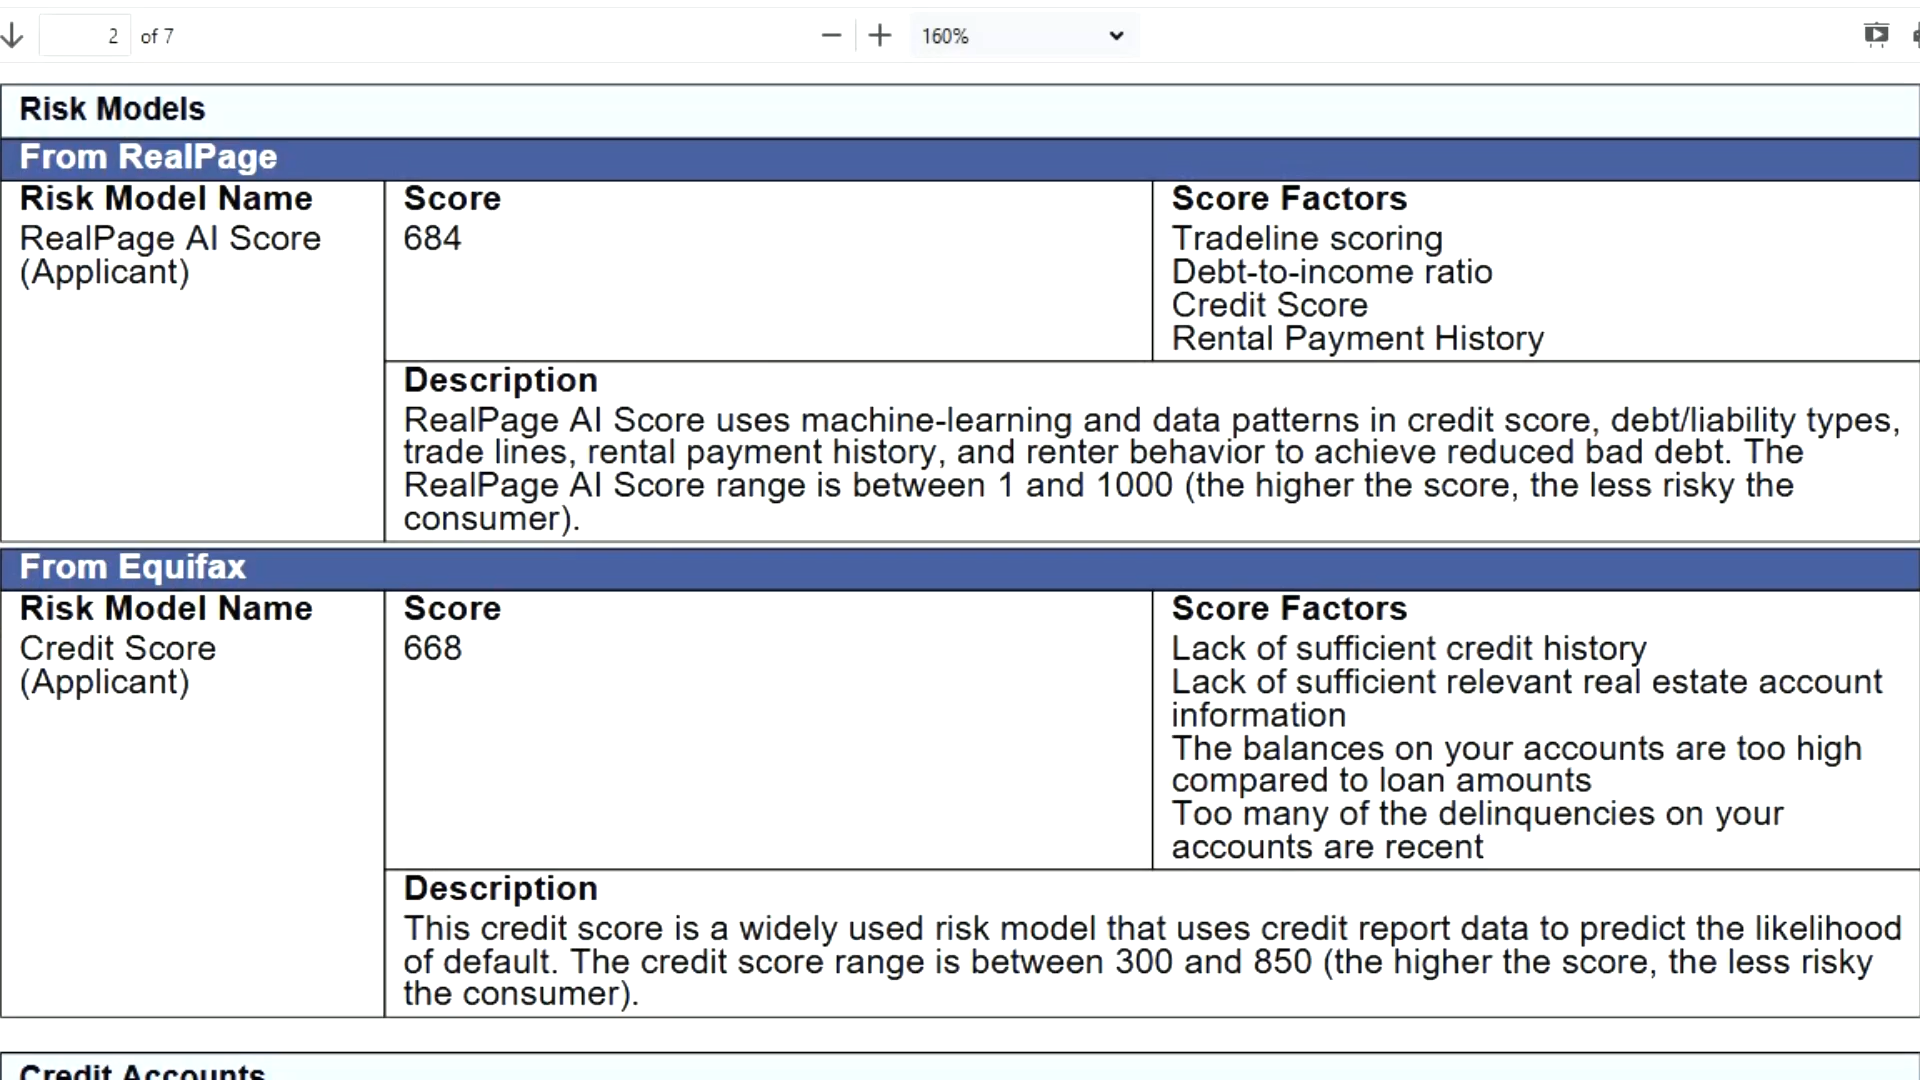 2 of 7
160%
Risk Models
From RealPage
Risk Model Name
RealPage AI Score
(Applicant)
Score
684
Score Factors
Tradeline scoring
Debt-to-income ratio
Credit Score
Rental Payment History
Description
RealPage AI Score uses machine-learning and data patterns in credit score, debt/liability types,
trade lines, rental payment history, and renter behavior to achieve reduced bad debt. The
RealPage AI Score range is between 1 and 1000 (the higher the score, the less risky the
consumer).
From Equifax
Risk Model Name
Credit Score
(Applicant)
Score
668
Score Factors
Lack of sufficient credit history
Lack of sufficient relevant real estate account
information
The balances on your accounts are too high
compared to loan amounts
Too many of the delinquencies on your
accounts are recent
Description
This credit score is a widely used risk model that uses credit report data to predict the likelihood
of default. The credit score range is between 300 and 850 (the higher the score, the less risky
the consumer).
Credit Accounts